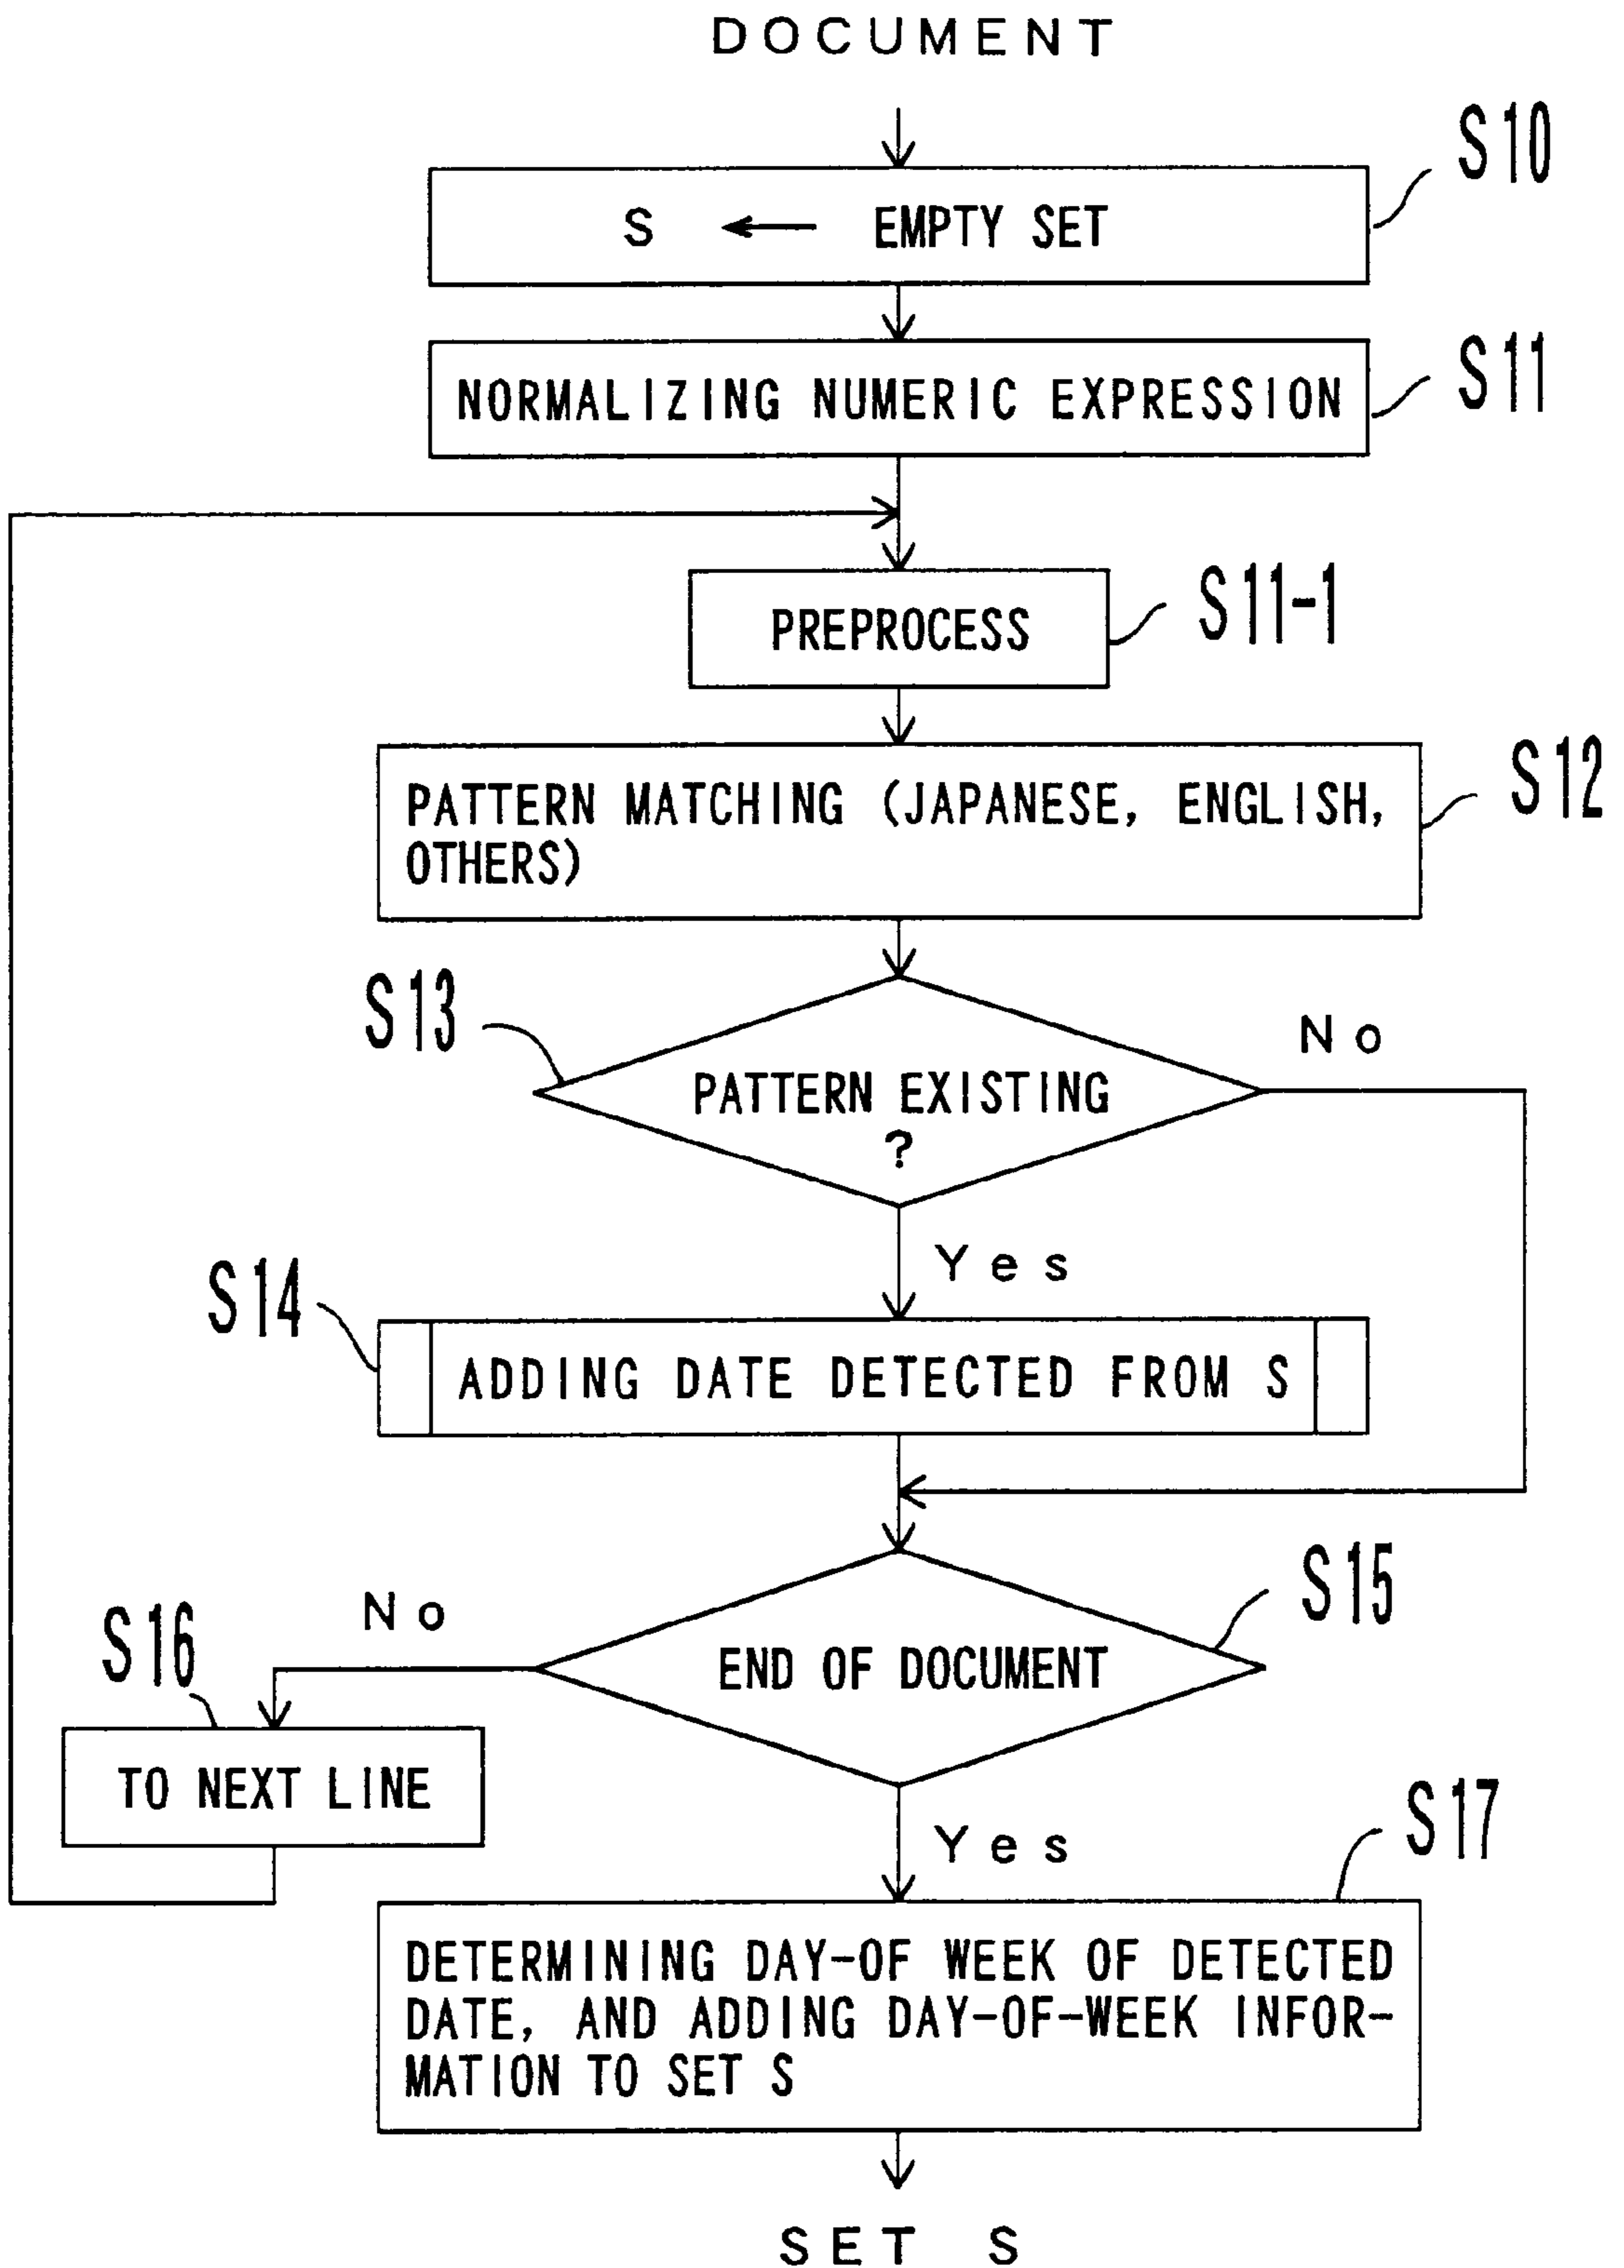 DOCUMENT
S10
S ← EMPTY SET
S11
NORMALIZING NUMERIC EXPRESSION
S11-1
PREPROCESS
S12
PATTERN MATCHING (JAPANESE, ENGLISH,
OTHERS)
S13
No
PATTERN EXISTING
?
Yes
S14
ADDING DATE DETECTED FROM S
S15
No
S16
END OF DOCUMENT
TO NEXT LINE
Yes
S17
DETERMINING DAY-OF WEEK OF DETECTED
DATE, AND ADDING DAY-OF-WEEK INFOR-
MATION TO SET S
SET S